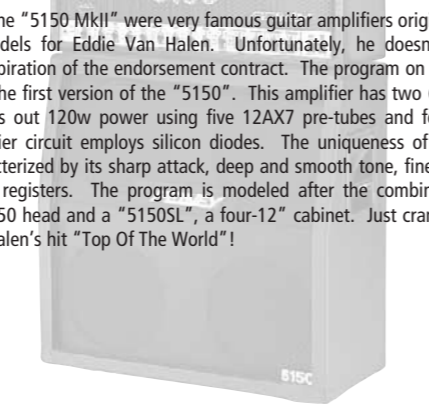 ne "5150 MkII" were very famous guitar amplifiers origi
dels for Eddie Van Halen. Unfortunately, he doesn
piration of the endorsement contract. The program on
the first version of the "5150". This amplifier has two
s out 120w power using five 12AX7 pre-tubes and fo
ier circuit employs silicon diodes. The uniqueness of
cterized by its sharp attack, deep and smooth tone, fine
registers. The program is modeled after the combin
50 head and a "5150SL", a four-12" cabinet. Just cran
alen's hit "Top Of The World"!
515C